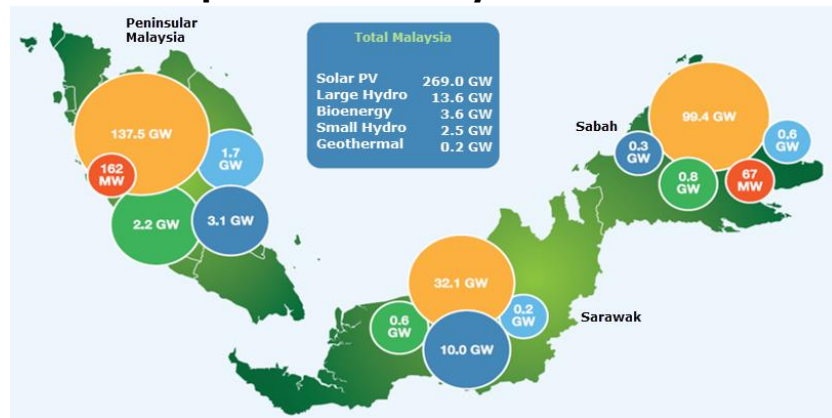 Peninsular
Malaysia
Total Malaysia
Solar PV 269.0 GW
Large Hydro 13.6 GW
Bioenergy 3.6 GW
Small Hydro 2.5 GW
Geothermal 0.2 GW
137.5 GW
162
MW
1.7
GW
2.2 GW
3.1 GW
Sabah
99.4 GW
0.3
GW
0.6
GW
0.8
GW
67
MW
32.1 GW
0.6
GW
0.2
GW
10.0 GW
Sarawak